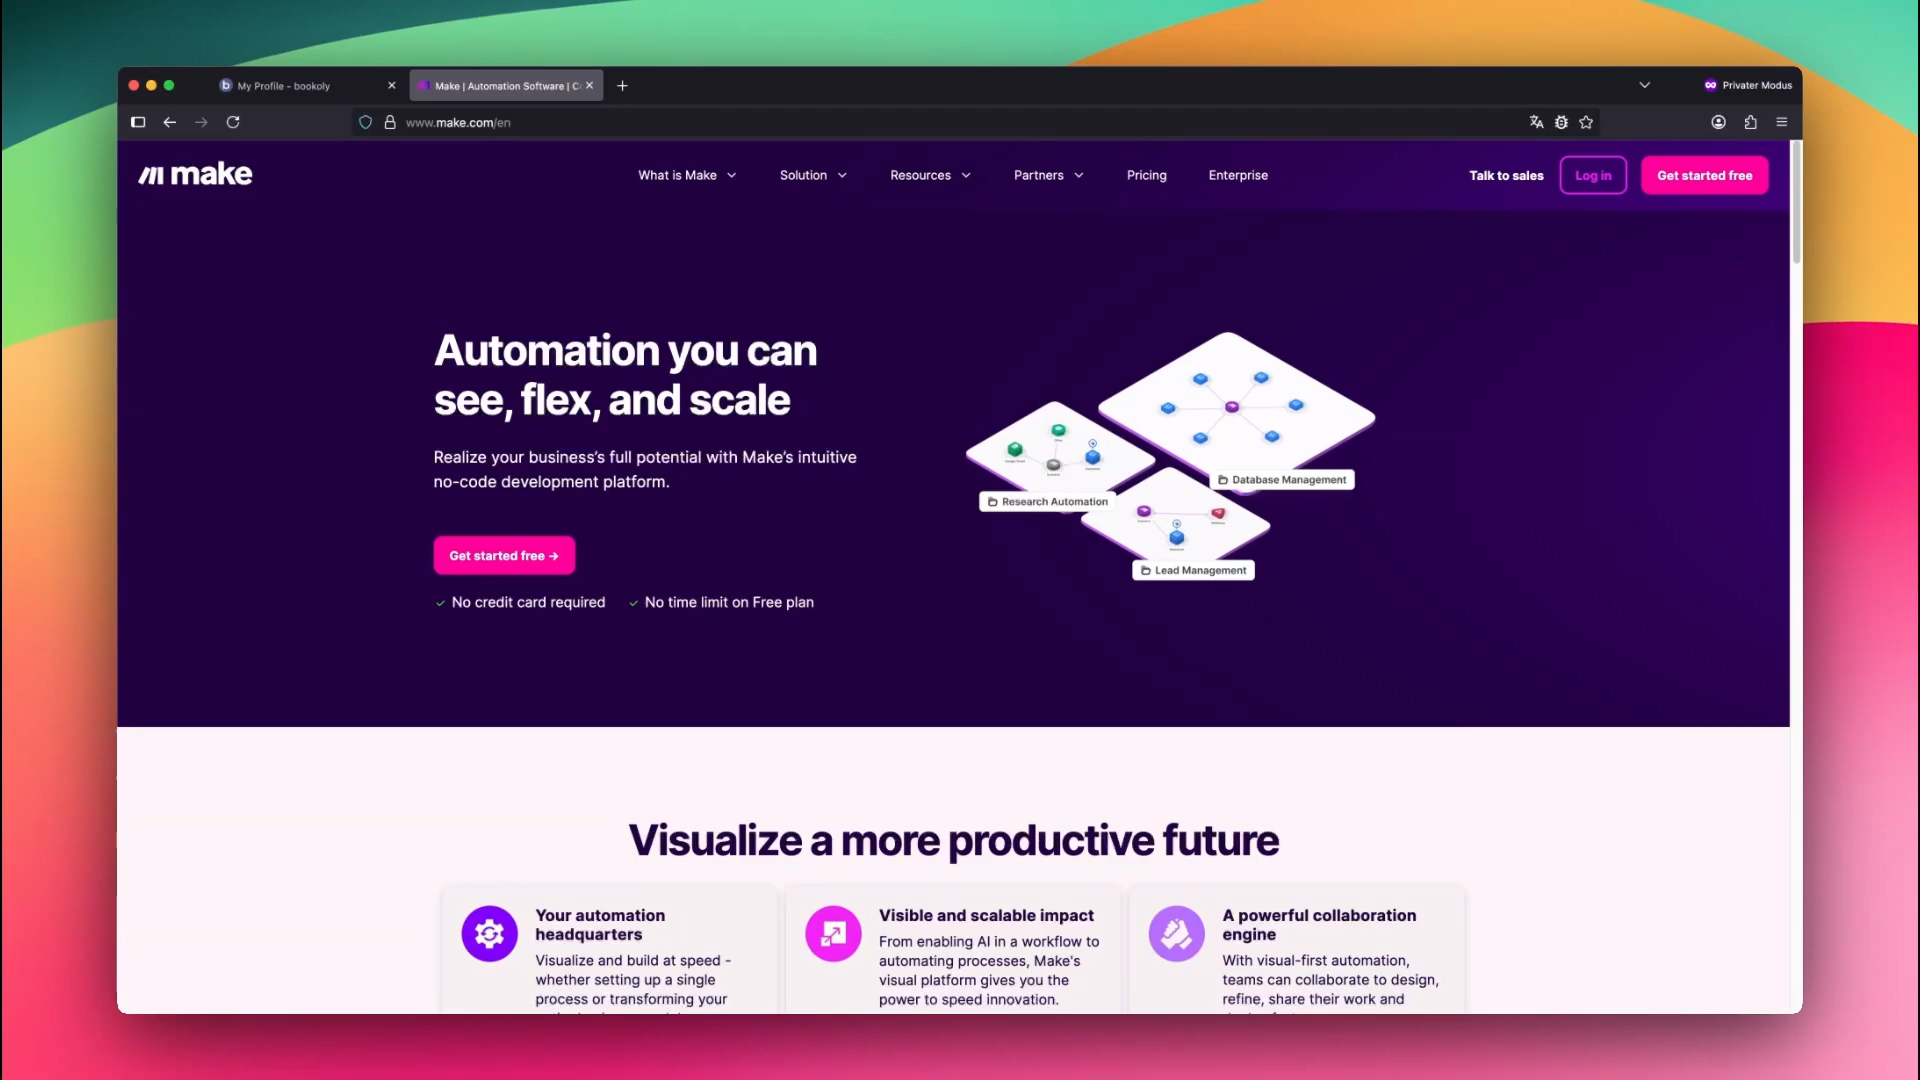 My Profile - bookoly
Make | Automation Software | C
Privater Modus
www.make.com/en
make
What is Make
Solution
Resources
Partners
Pricing
Enterprise
Talk to sales
Log in
Get started free
Automation you can
see, flex, and scale
Realize your business’s full potential with Make’s intuitive
no-code development platform.
Get started free →
No credit card required
No time limit on Free plan
Database Management
Research Automation
Lead Management
Visualize a more productive future
Your automation
headquarters
Visualize and build at speed -
whether setting up a single
process or transforming your
Visible and scalable impact
From enabling AI in a workflow to
automating processes, Make's
visual platform gives you the
power to speed innovation.
A powerful collaboration
engine
With visual-first automation,
teams can collaborate to design,
refine, share their work and